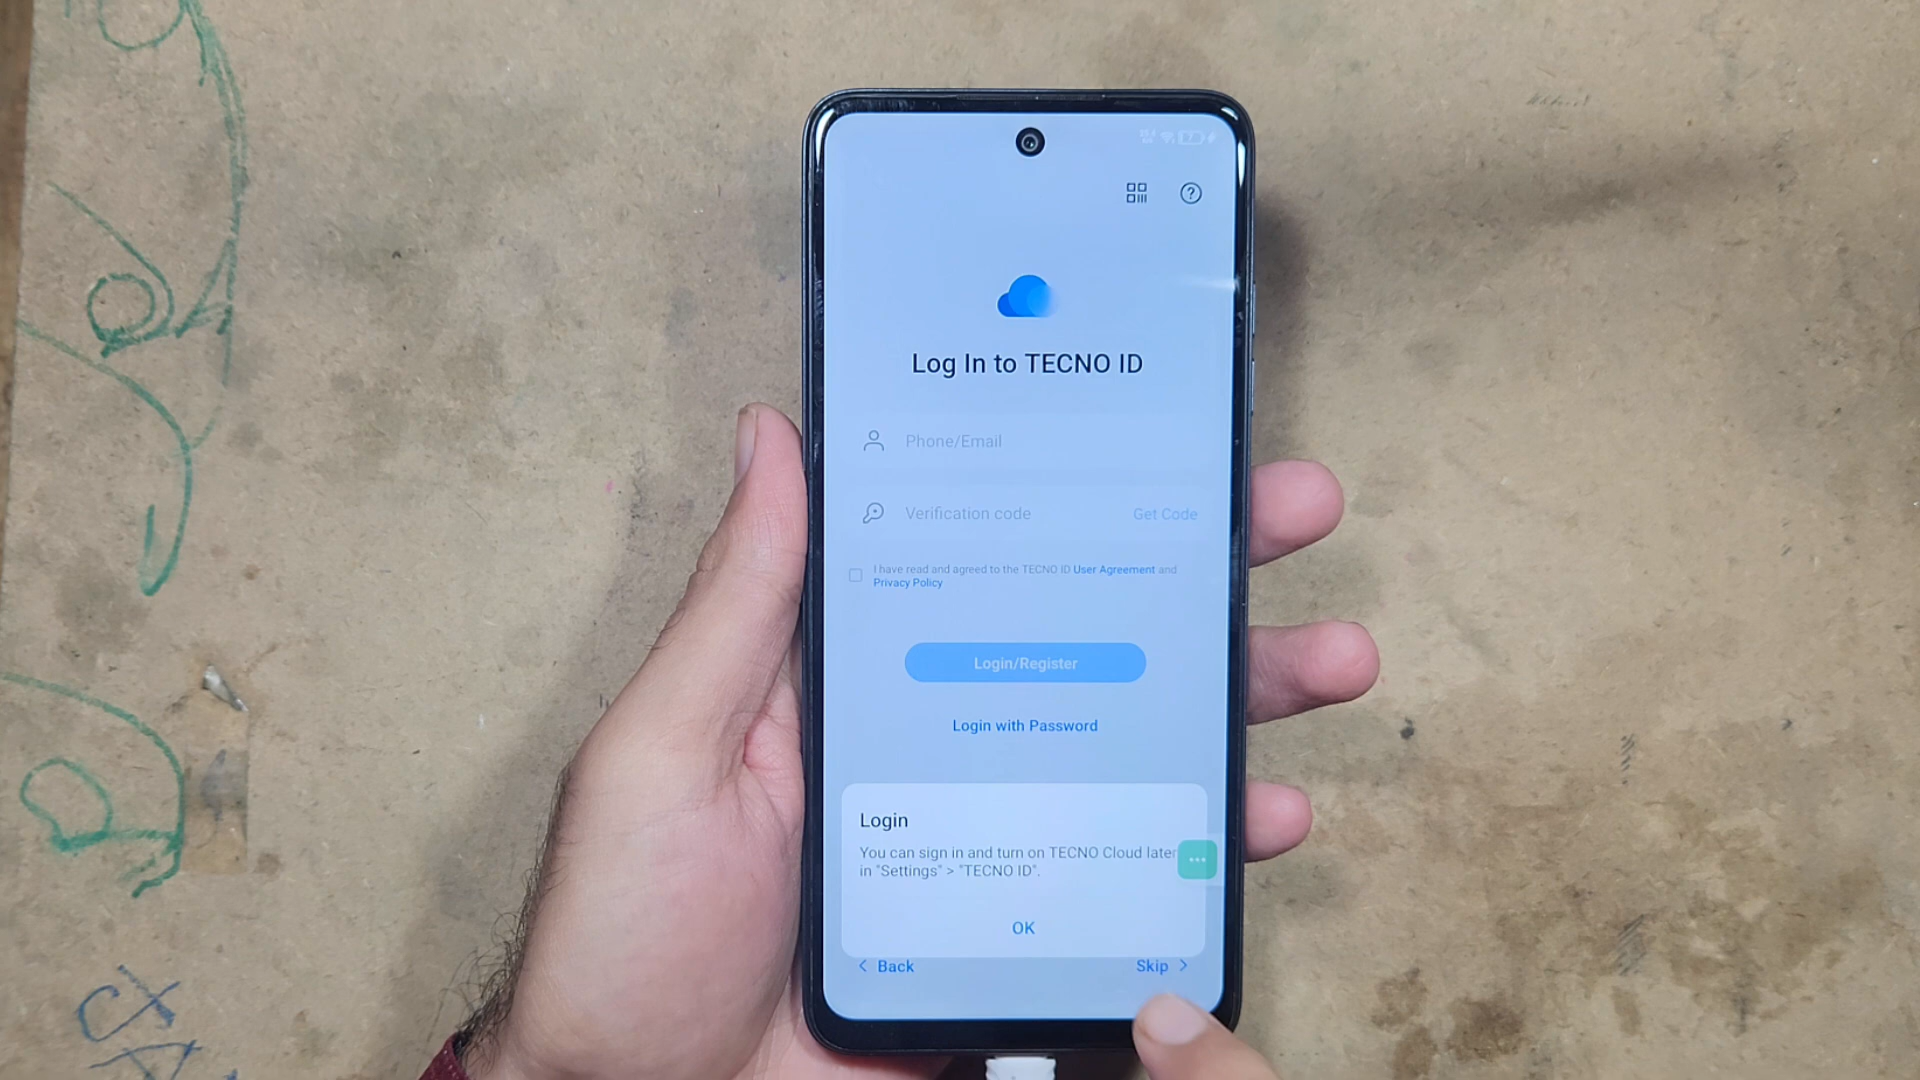 Log In to TECNO ID
Phone/Email
Verification code Get Code
I have read and agreed to the TECNO ID User Agreement and
Privacy Policy
Login/Register
Login with Password
Login
You can sign in and turn on TECNO Cloud later
in "Settings" > "TECNO ID".
OK
Back Skip